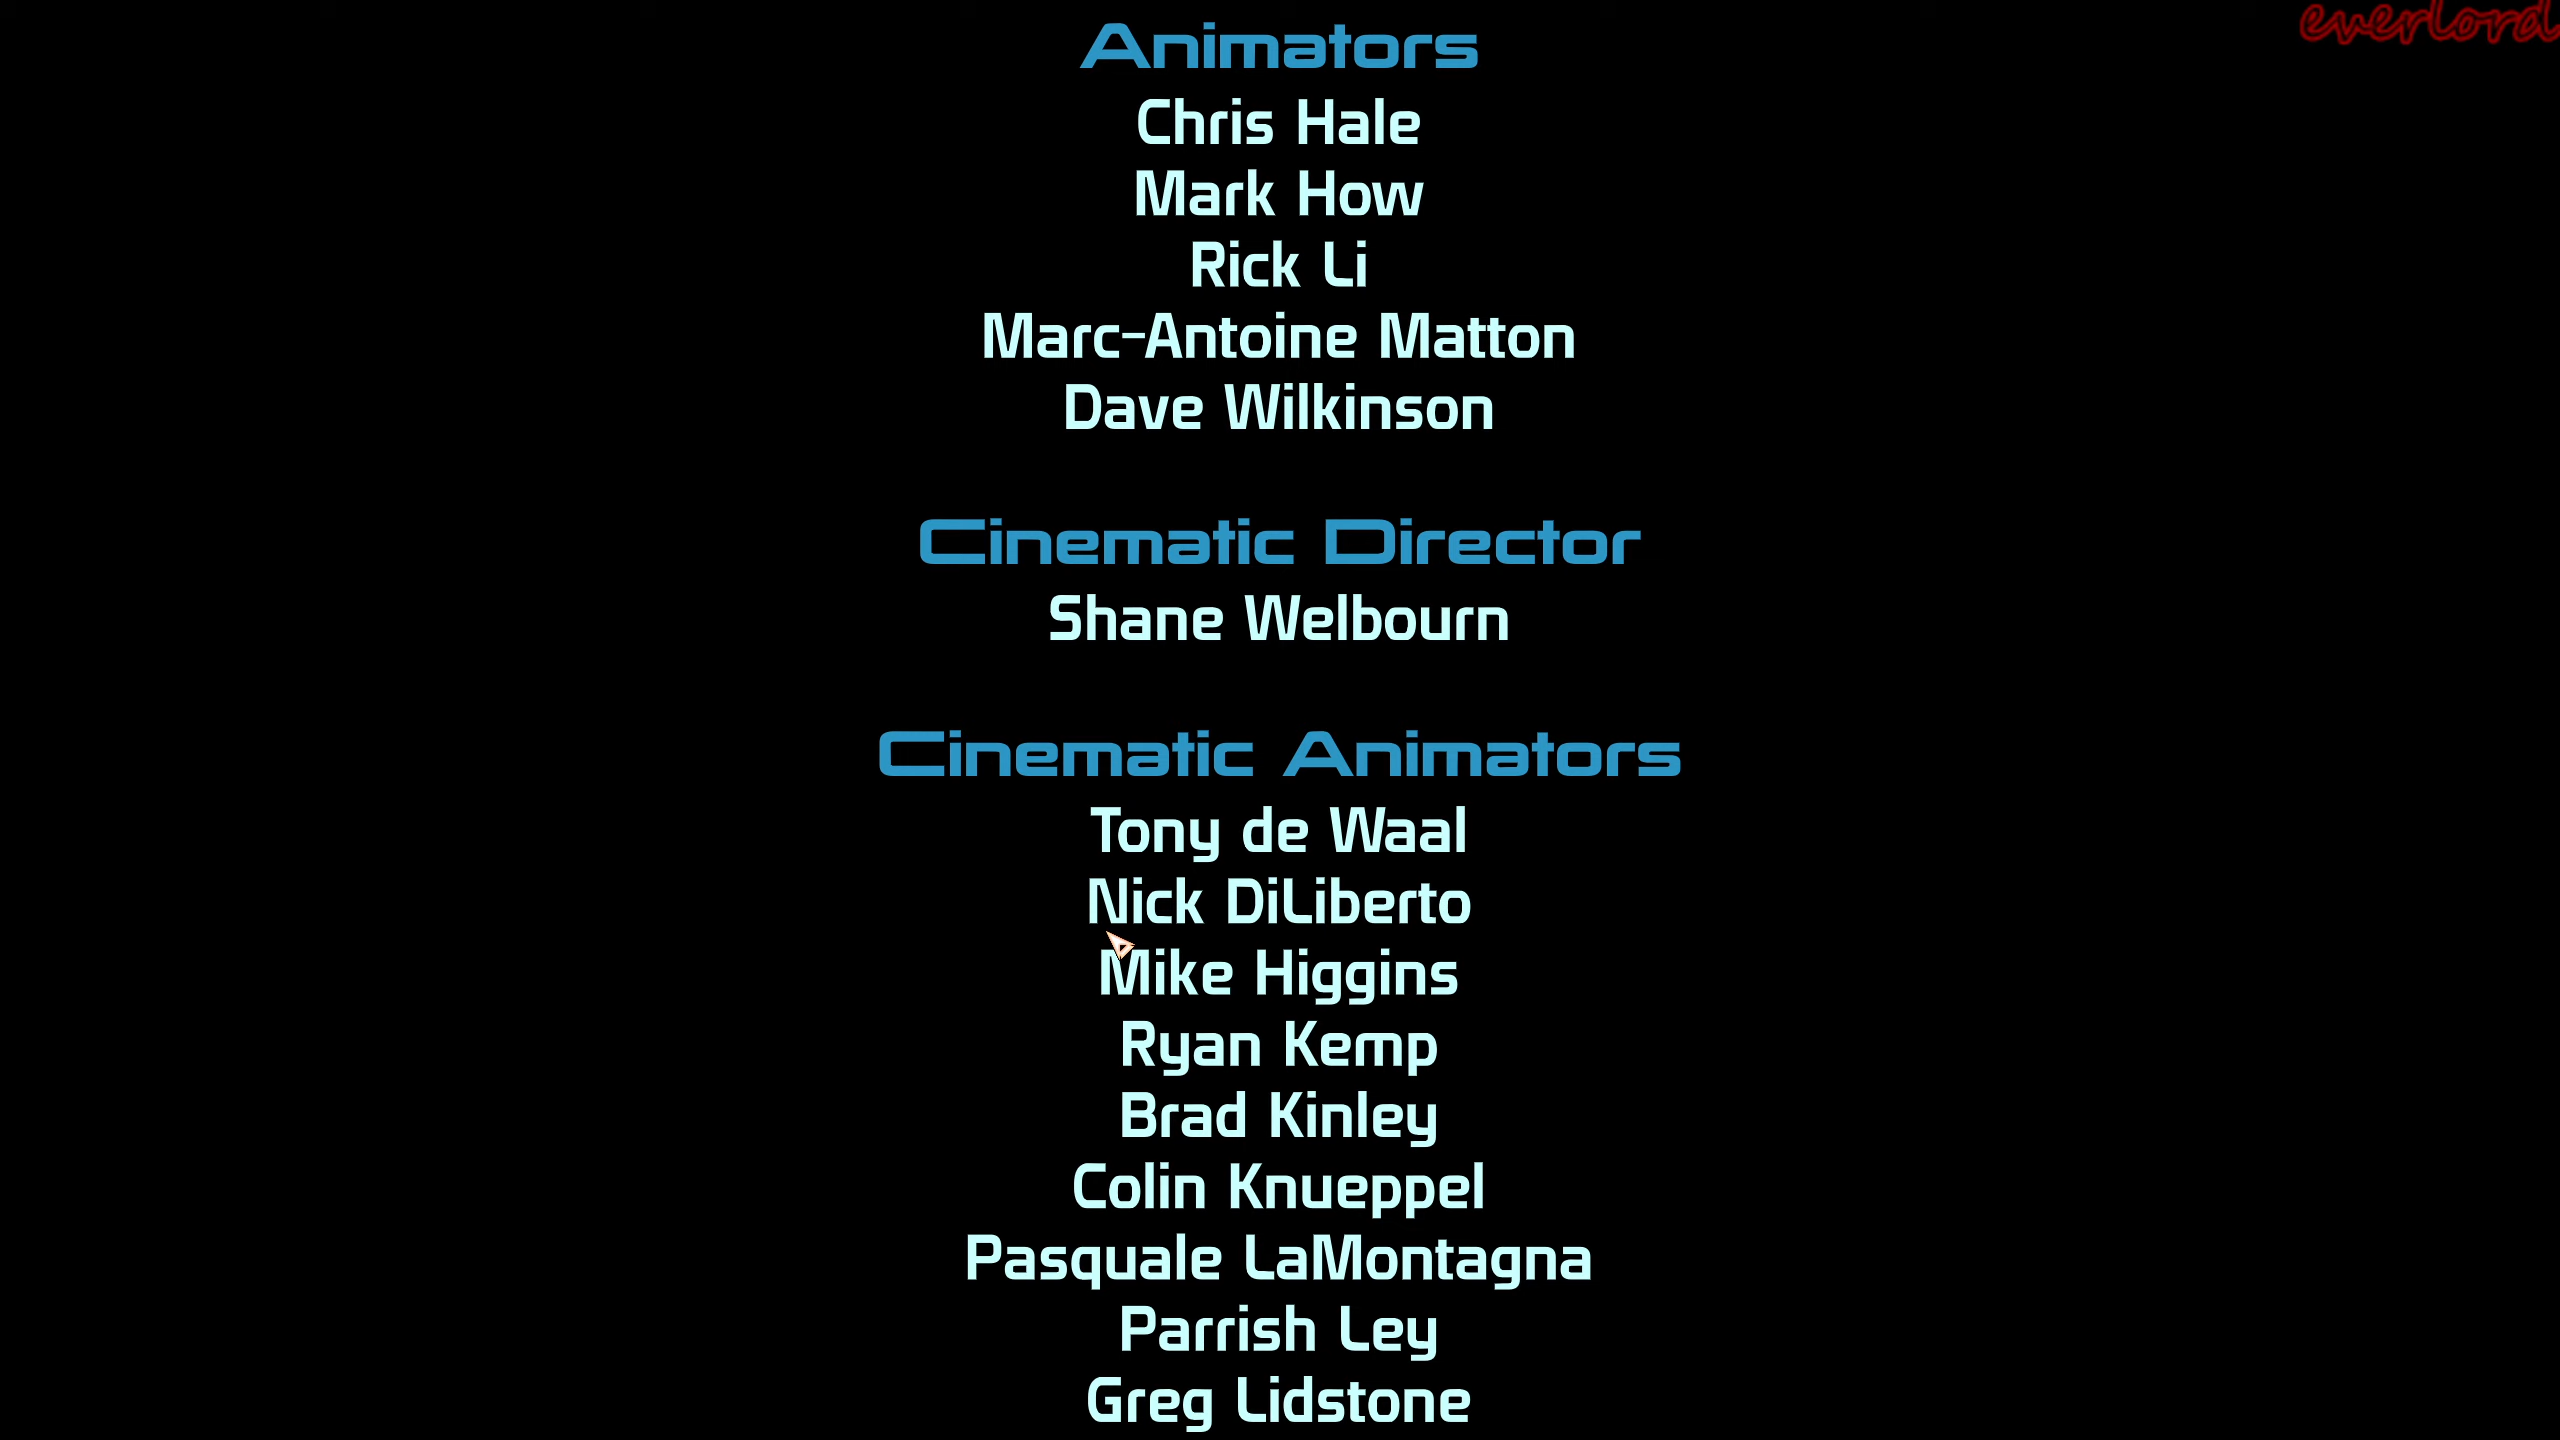 everlord
Animators
Chris Hale
Mark How
Rick Li
Marc-Antoine Matton
Dave Wilkinson
Cinematic Director
Shane Welbourn
Cinematic Animators
Tony de Waal
Nick DiLiberto
Mike Higgins
Ryan Kemp
Brad Kinley
Colin Knueppel
Pasquale LaMontagna
Parrish Ley
Greg Lidstone